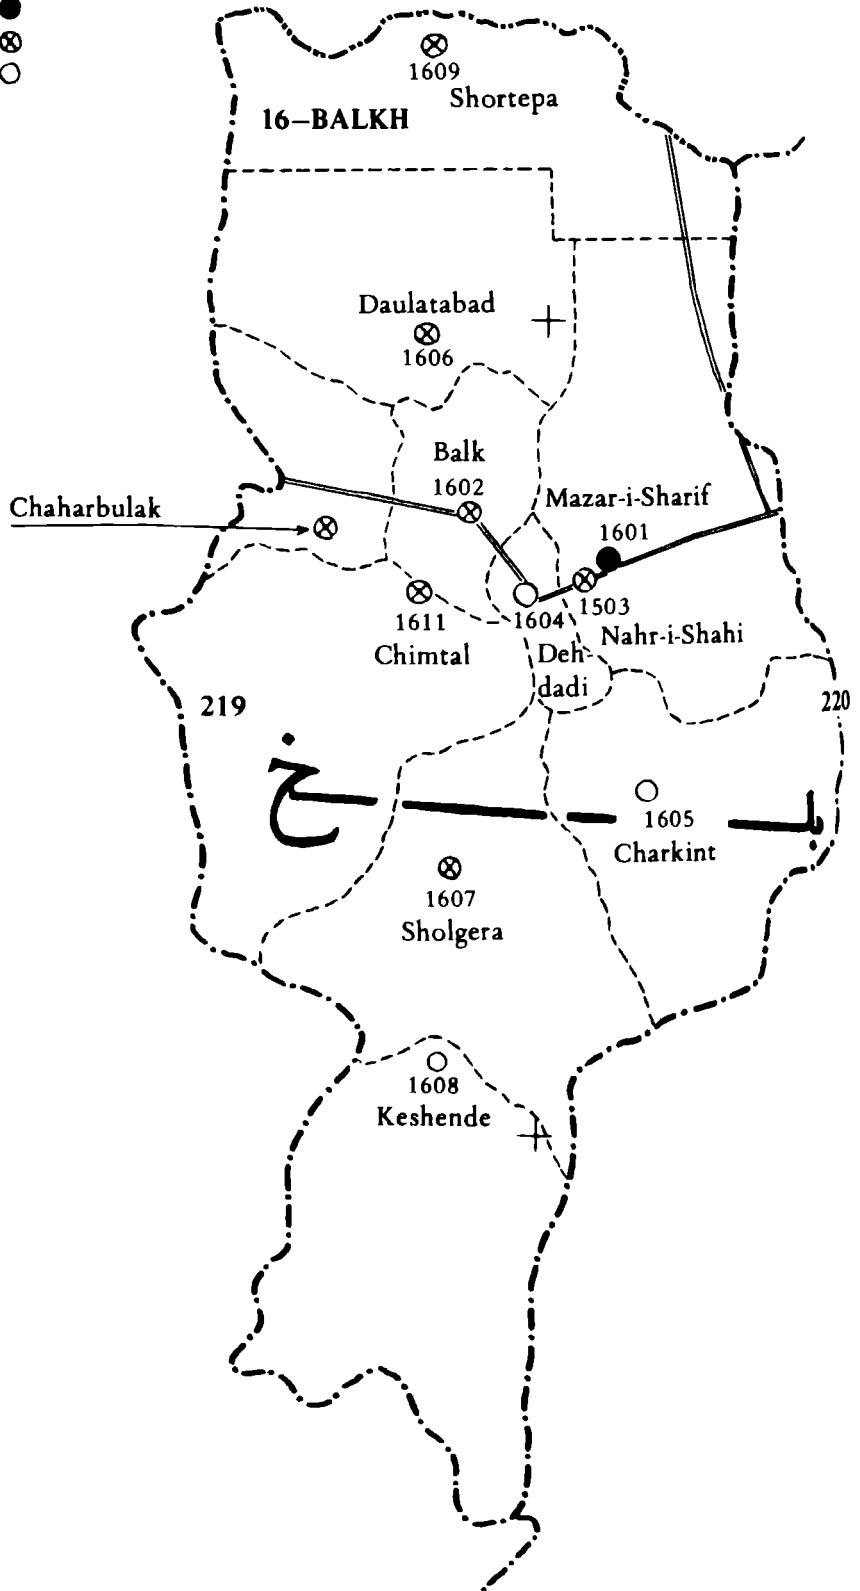 1609
Shortepa
16–BALKH
Daulatabad
1606
Balk
1602
Chaharbulak
Mazar-i-Sharif
1601
1503
1604
1611
Nahr-i-Shahi
Chimtal
Deh-
dadi
219
220
بلخ
1605
Charkint
1607
Sholgera
1608
Keshende